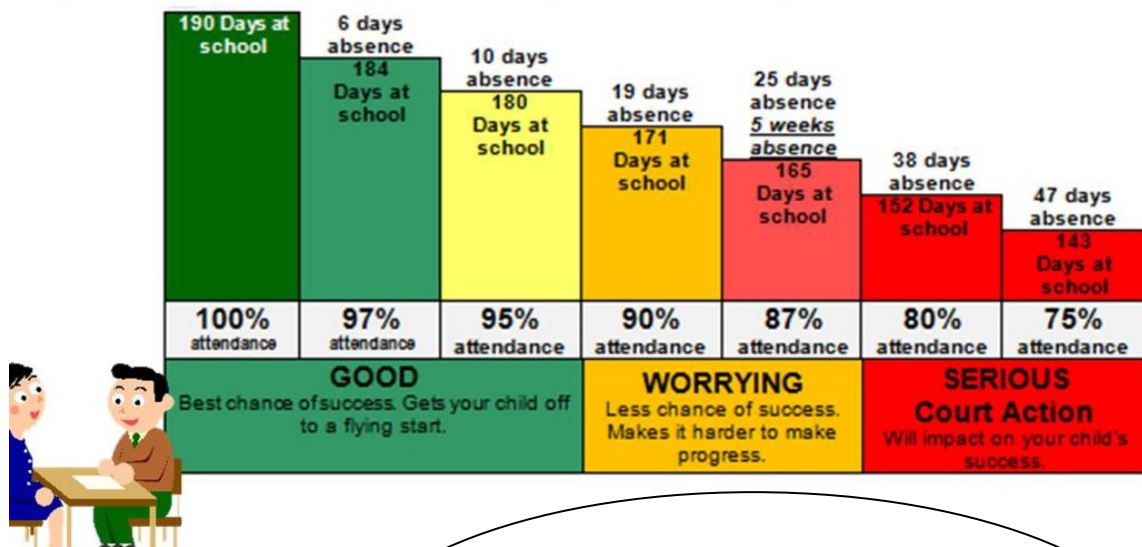 190 Days at
school
6 days
absence
184
Days at
school
10 days
absence
180
Days at
school
19 days
absence
171
Days at
school
25 days
absence
5 weeks
absence
165
Days at
school
38 days
absence
152 Days at
school
47 days
absence
143
Days at
school
100%
attendance
97%
attendance
95%
attendance
90%
attendance
87%
attendance
80%
attendance
75%
attendance
GOOD
Best chance of success. Gets your child off
to a flying start.
WORRYING
Less chance of success.
Makes it harder to make
progress.
SERIOUS
Court Action
Will impact on your child's
success.